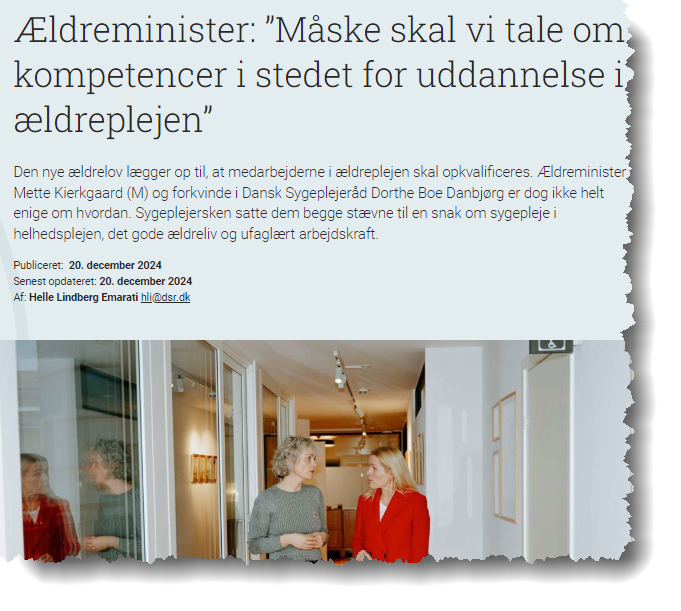 Ældreminister: ”Måske skal vi tale om
kompetencer i stedet for uddannelse i
ældreplejen”
Den nye ældrelov lægger op til, at medarbejderne i ældreplejen skal opkvalificeres. Ældreminister
Mette Kierkgaard (M) og forkvinde i Dansk Sygeplejeråd Dorthe Boe Danbjørg er dog ikke helt
enige om hvordan. Sygeplejersken satte dem begge stævne til en snak om sygepleje i
helhedsplejen, det gode ældreliv og ufaglært arbejdskraft.
Publiceret: 20. december 2024
Senest opdateret: 20. december 2024
Af: Helle Lindberg Emarati hli@dsr.dk